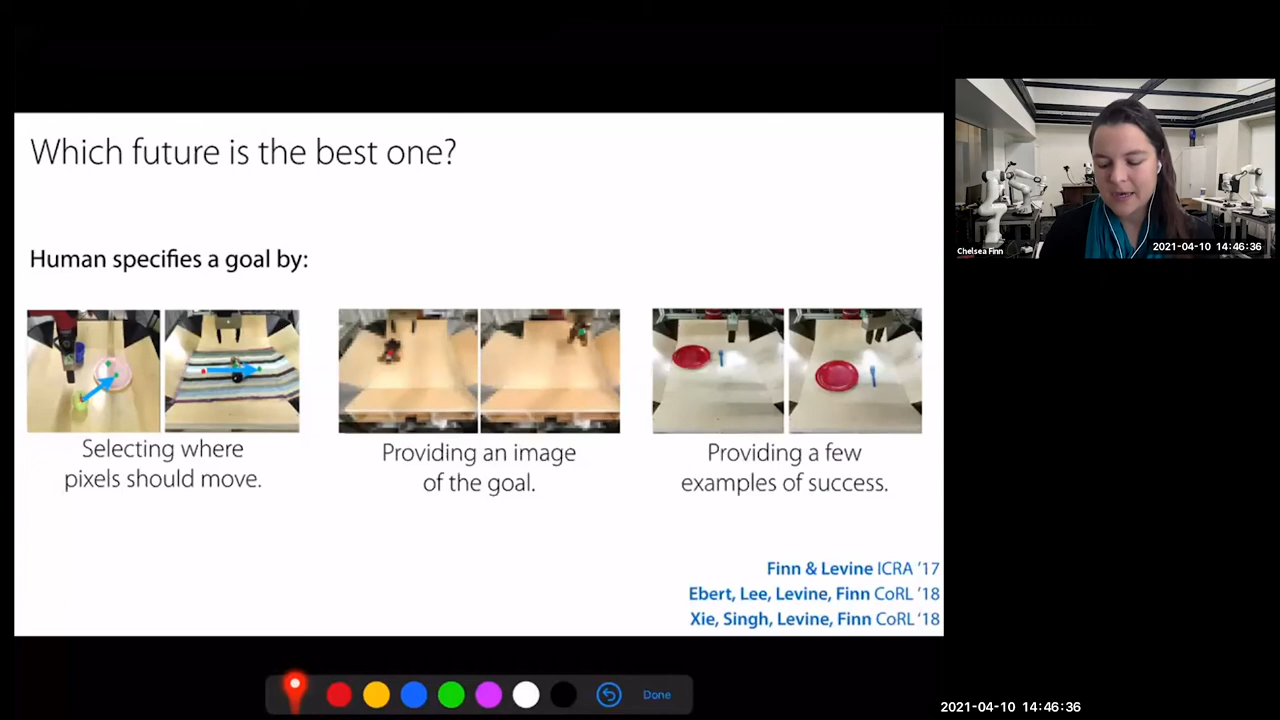 Which future is the best one?
Human specifies a goal by:
Selecting where
pixels should move.
Providing an image
of the goal.
Providing a few
examples of success.
Finn & Levine ICRA '17
Ebert, Lee, Levine, Finn CoRL '18
Xie, Singh, Levine, Finn CoRL '18
Done
Chelsea Finn
2021-04-10 14:46:36
2021-04-10 14:46:36